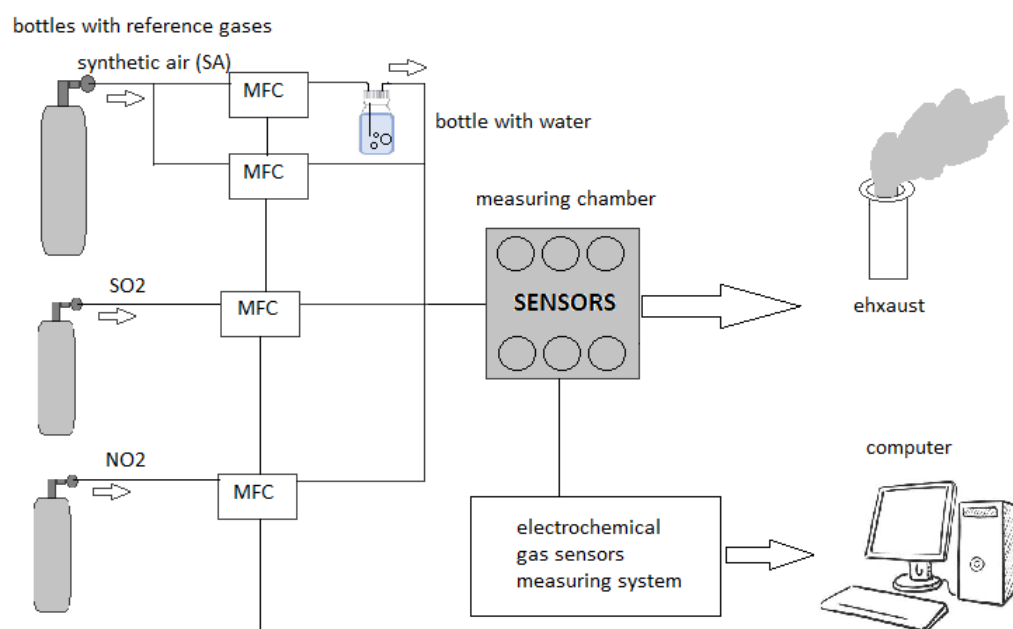 bottles with reference gases
synthetic air (SA)
MFC
bottle with water
MFC
measuring chamber
SO2
MFC
SENSORS
ehxaust
NO2
MFC
computer
electrochemical
gas sensors
measuring system